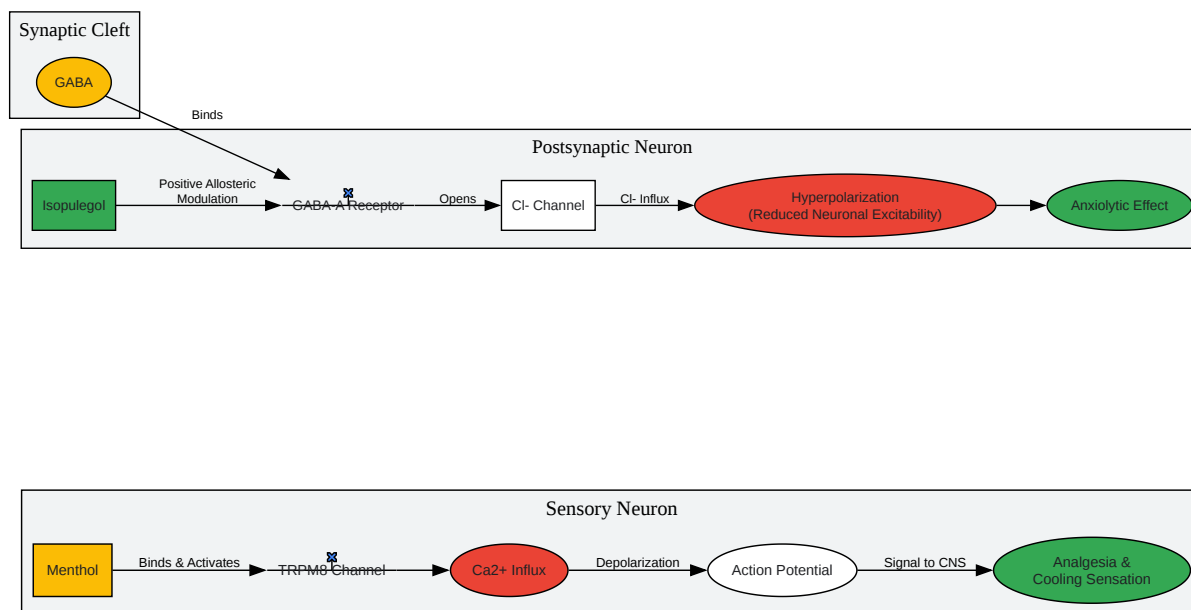 Synaptic Cleft
GABA
Binds
Postsynaptic Neuron
Isopulegol
Positive Allosteric
Modulation
GABA-A Receptor
Opens
Cl- Channel
Cl- Influx
Hyperpolarization
(Reduced Neuronal Excitability)
Anxiolytic Effect
Sensory Neuron
Menthol
Binds & Activates
TRPM8 Channel
Ca2+ Influx
Depolarization
Action Potential
Signal to CNS
Analgesia &
Cooling Sensation